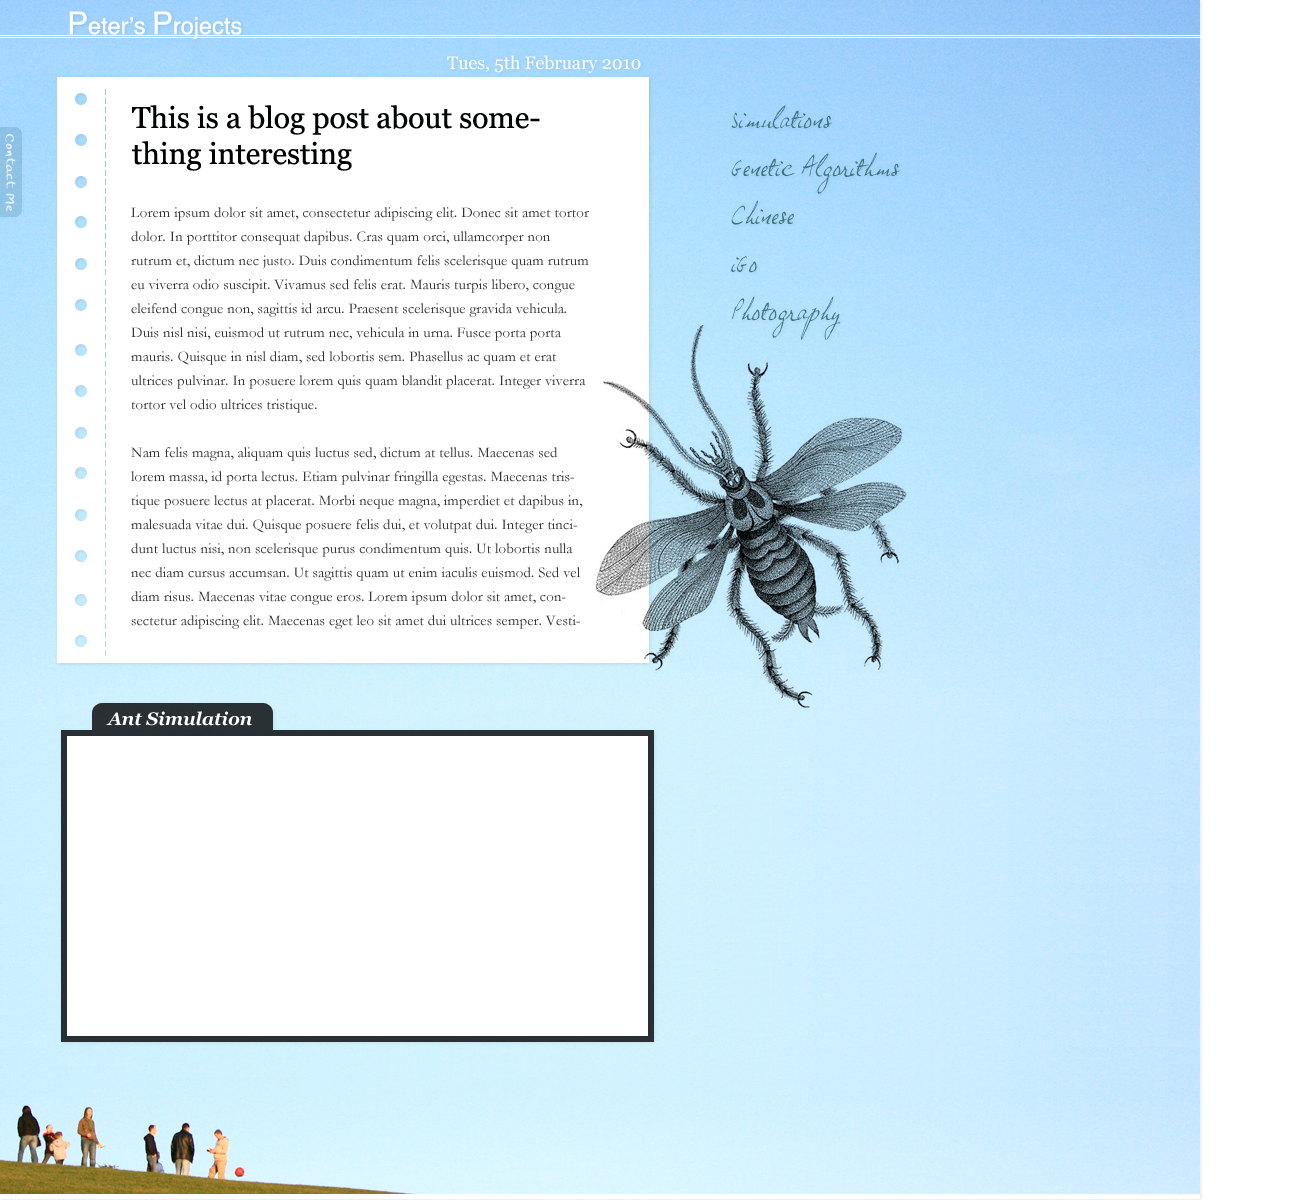 Peter's Projects
Tues, 5th February 2010
This is a blog post about some-
thing interesting
Contact Me
Lorem ipsum dolor sit amet, consectetur adipiscing elit. Donec sit amet tortor
dolor. In porttitor consequat dapibus. Cras quam orci, ullamcorper non
rutrum et, dictum nec justo. Duis condimentum felis scelerisque quam rutrum
eu viverra odio suscipit. Vivamus sed felis erat. Mauris turpis libero, congue
eleifend congue non, sagittis id arcu. Praesent scelerisque gravida vehicula.
Duis nisl nisi, euismod ut rutrum nec, vehicula in urna. Fusce porta porta
mauris. Quisque in nisl diam, sed lobortis sem. Phasellus ac quam et erat
ultrices pulvinar. In posuere lorem quis quam blandit placerat. Integer viverra
tortor vel odio ultrices tristique.
Nam felis magna, aliquam quis luctus sed, dictum at tellus. Maecenas sed
lorem massa, id porta lectus. Etiam pulvinar fringilla egestas. Maecenas tris-
tique posuere lectus at placerat. Morbi neque magna, imperdiet et dapibus in,
malesuada vitae dui. Quisque posuere felis dui, et volutpat dui. Integer tinci-
dunt luctus nisi, non scelerisque purus condimentum quis. Ut lobortis nulla
nec diam cursus accumsan. Ut sagittis quam ut enim iaculis euismod. Sed vel
diam risus. Maecenas vitae congue eros. Lorem ipsum dolor sit amet, con-
sectetur adipiscing elit. Maecenas eget leo sit amet dui ultrices semper. Vesti-
Simulations
Genetic Algorithms
Chinese
iGo
Photography
Ant Simulation